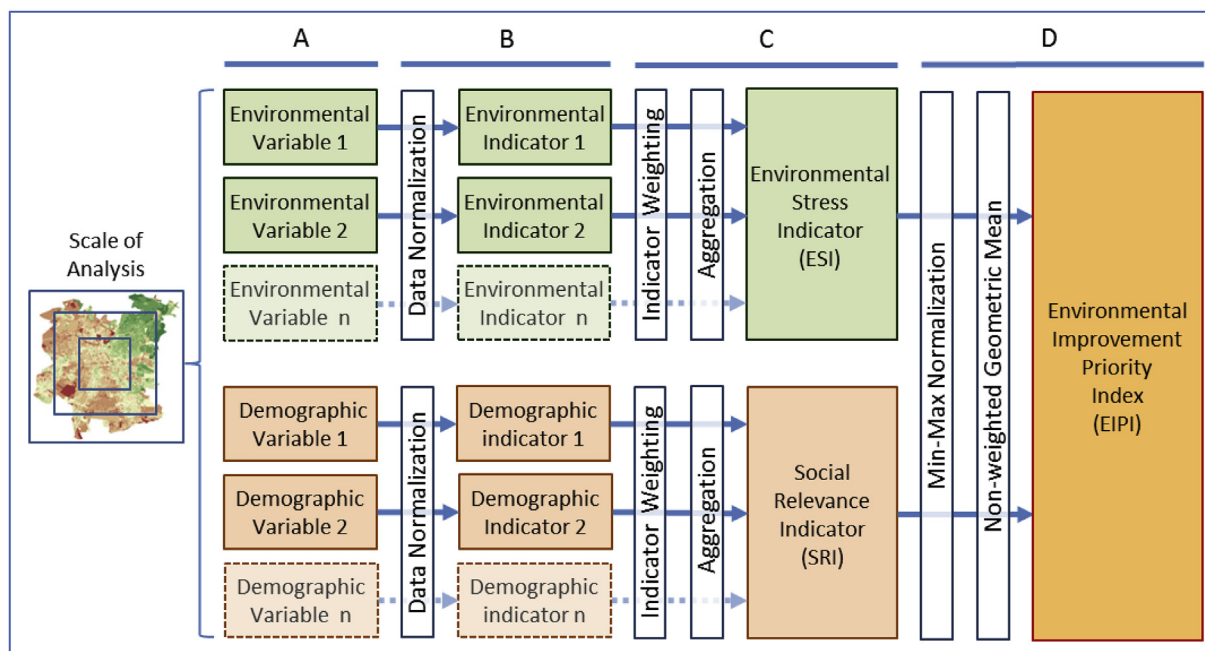 A
B
C
D
Scale of
Analysis
Environmental
Variable 1
Environmental
Variable 2
Environmental
Variable n
Data Normalization
Environmental
Indicator 1
Environmental
Indicator 2
Environmental
Indicator n
Indicator Weighting
Aggregation
Environmental
Stress
Indicator
(ESI)
Demographic
Variable 1
Demographic
Variable 2
Demographic
Variable n
Data Normalization
Demographic
indicator 1
Demographic
Indicator 2
Demographic
indicator n
Indicator Weighting
Aggregation
Social
Relevance
Indicator
(SRI)
Min-Max Normalization
Non-weighted Geometric Mean
Environmental
Improvement
Priority
Index
(EIPI)